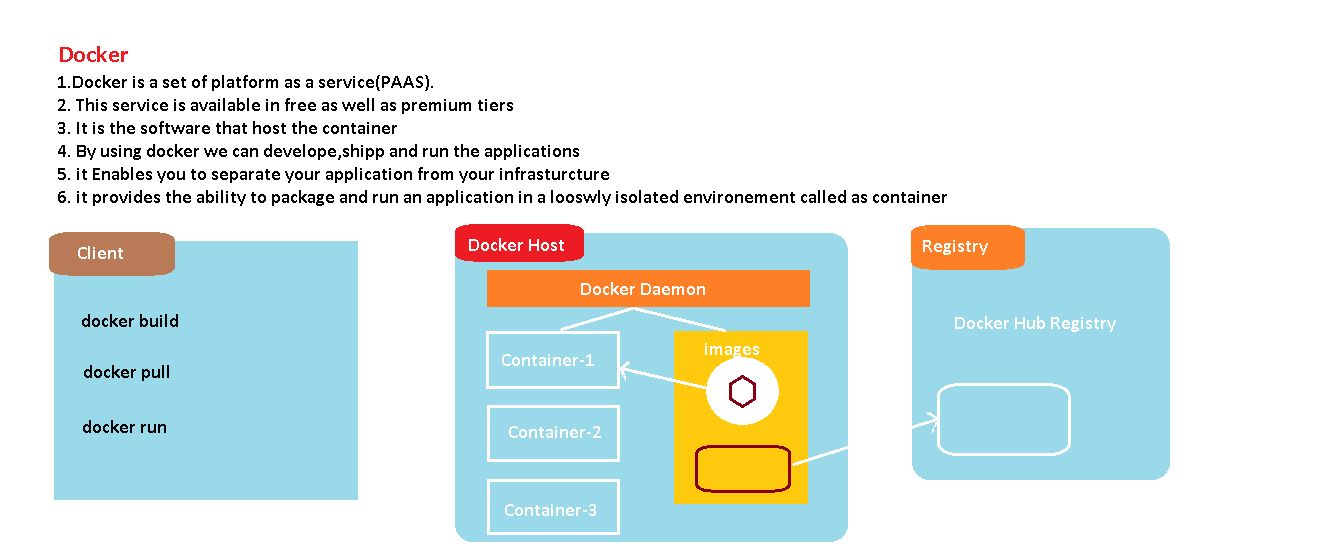 Docker
1.Docker is a set of platform as a service(PAAS).
2. This service is available in free as well as premium tiers
3. It is the software that host the container
4. By using docker we can develope,shipp and run the applications
5. it Enables you to separate your application from your infrasturcture
6. it provides the ability to package and run an application in a looswly isolated environement called as container
Client
docker build
docker pull
docker run
Docker Host
Docker Daemon
Container-1
Container-2
Container-3
images
Registry
Docker Hub Registry